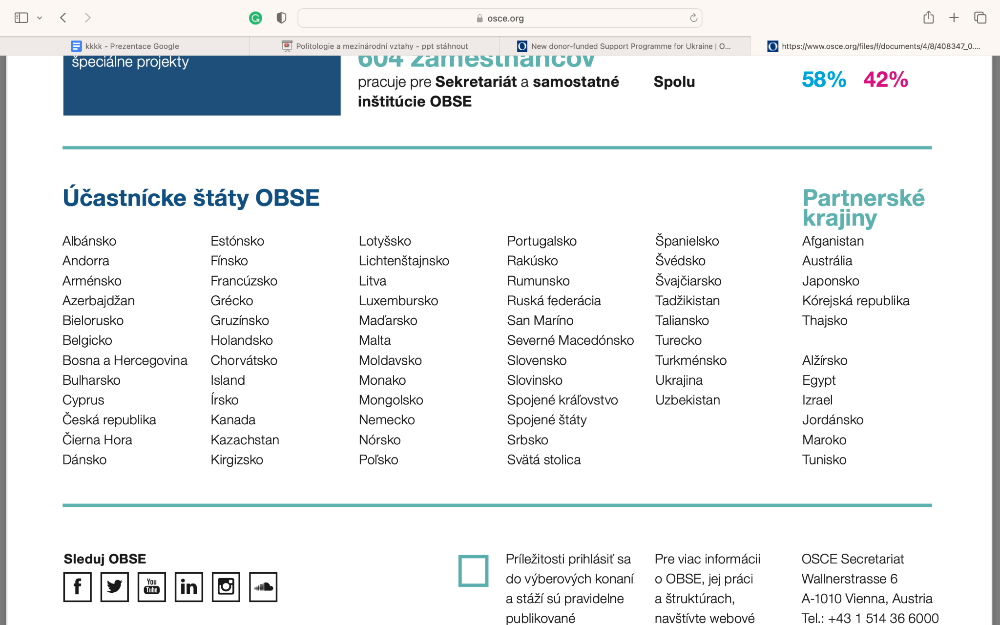 osce.org
kkkk - Prezentace Google
Politologie a mezinárodní vztahy - ppt stáhnout
New donor-funded Support Programme for Ukraine | O...
https://www.osce.org/files/f/documents/4/8/408347_0....
špeciálne projekty
604 zamestnancov
pracuje pre Sekretariát a samostatné
inštitúcie OBSE
Spolu
58% 42%
Účastnícke štáty OBSE
Albánsko
Andorra
Arménsko
Azerbajdžan
Bielorusko
Belgicko
Bosna a Hercegovina
Bulharsko
Cyprus
Česká republika
Čierna Hora
Dánsko
Estónsko
Fínsko
Francúzsko
Grécko
Gruzínsko
Holandsko
Chorvátsko
Island
Írsko
Kanada
Kazachstan
Kirgizsko
Lotyšsko
Lichtenštajnsko
Litva
Luxembursko
Maďarsko
Malta
Moldavsko
Monako
Mongolsko
Nemecko
Nórsko
Poľsko
Portugalsko
Rakúsko
Rumunsko
Ruská federácia
San Maríno
Severné Macedónsko
Slovensko
Slovinsko
Spojené kráľovstvo
Spojené štáty
Srbsko
Svätá stolica
Španielsko
Švédsko
Švajčiarsko
Tadžikistan
Taliansko
Turecko
Turkménsko
Ukrajina
Uzbekistan
Partnerské
krajiny
Afganistan
Austrália
Japonsko
Kórejská republika
Thajsko
Alžírsko
Egypt
Izrael
Jordánsko
Maroko
Tunisko
Sleduj OBSE
You
Tube
in
Príležitosti prihlásiť sa
do výberových konaní
a stáží sú pravidelne
publikované
Pre viac informácii
o OBSE, jej práci
a štruktúrach,
navštívte webové
OSCE Secretariat
Wallnerstrasse 6
A-1010 Vienna, Austria
Tel.: +43 1 514 36 6000